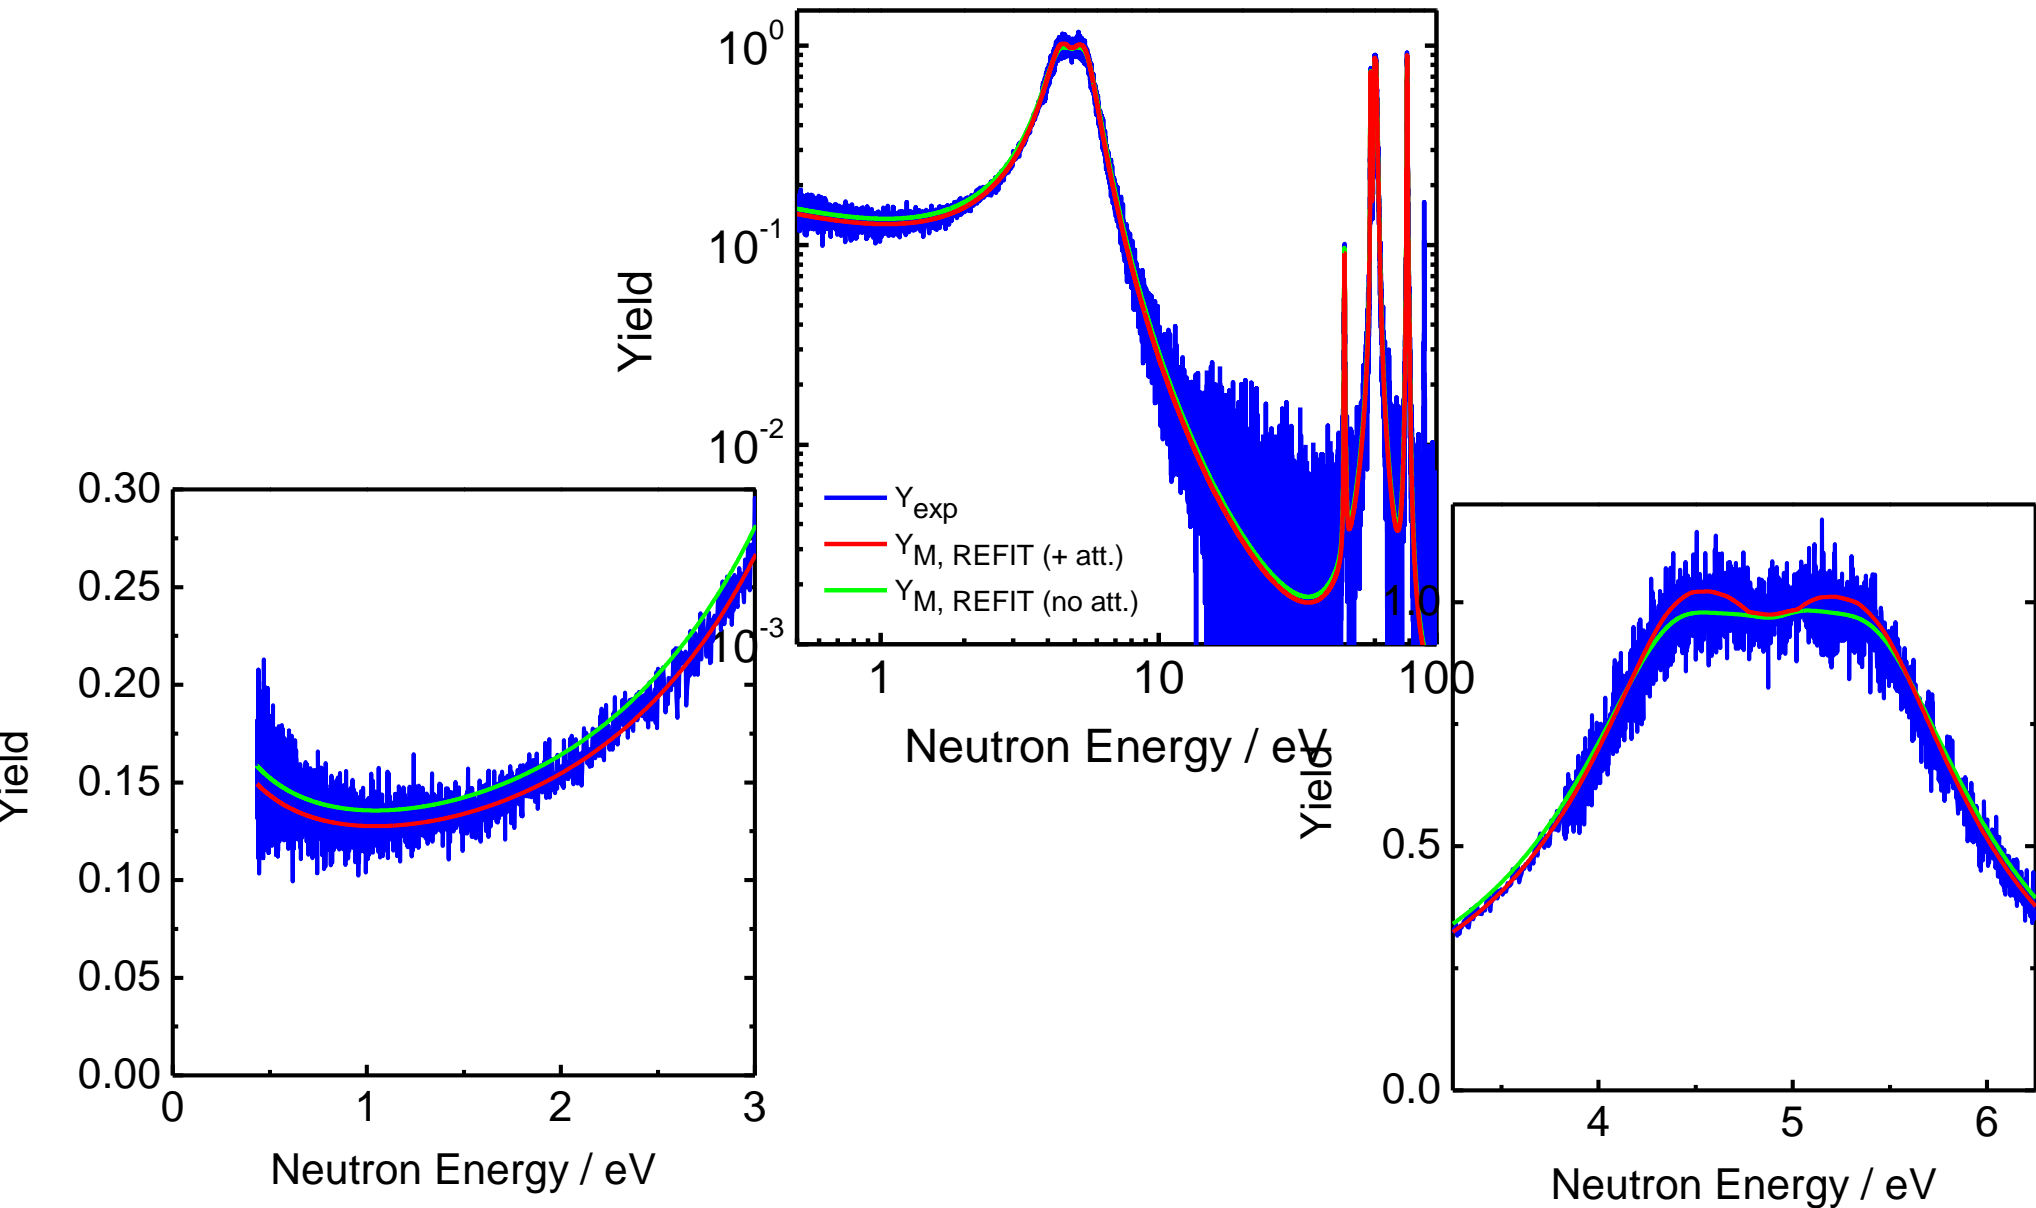 10^0
10^-1
10^-2
10^-3
Yield
Y_exp
Y_M, REFIT (+ att.)
Y_M, REFIT (no att.)
1 10 100
Neutron Energy / eV
0.30
0.25
0.20
0.15
0.10
0.05
0.00
Yield
0 1 2 3
Neutron Energy / eV
1.0
0.5
0.0
Yield
4 5 6
Neutron Energy / eV